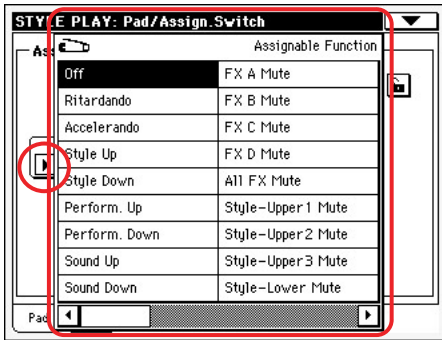 STYLE PLAY: Pad/Assign.Switch
Assignable Function
Off
FX A Mute
Ritardando
FX B Mute
Accelerando
FX C Mute
Style Up
FX D Mute
Style Down
All FX Mute
Perform. Up
Style-Upper1 Mute
Perform. Down
Style-Upper2 Mute
Sound Up
Style-Upper3 Mute
Sound Down
Style-Lower Mute
Pad